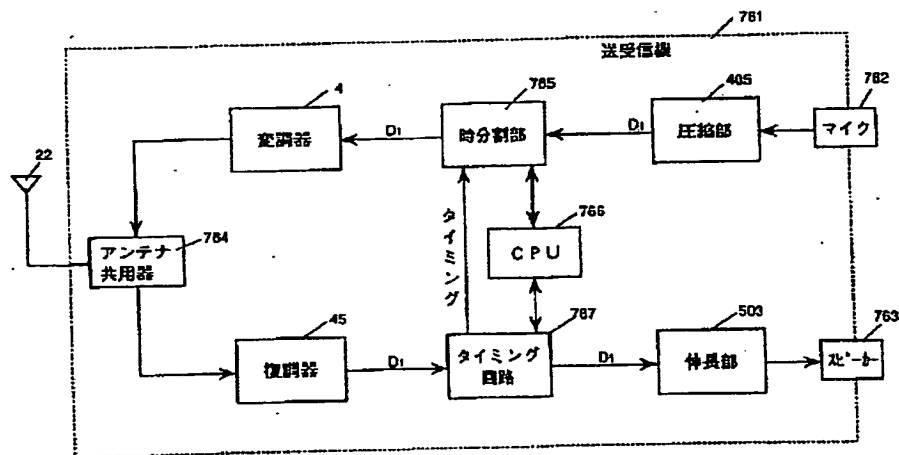 761
送受信機
4
765
405
762
変調器
D1
時分割部
D1
圧縮部
マイク
22
タイミング
766
CPU
アンテナ
共用器
764
45
767
503
763
復調器
D1
タイミング
回路
D1
伸長部
スピーカー